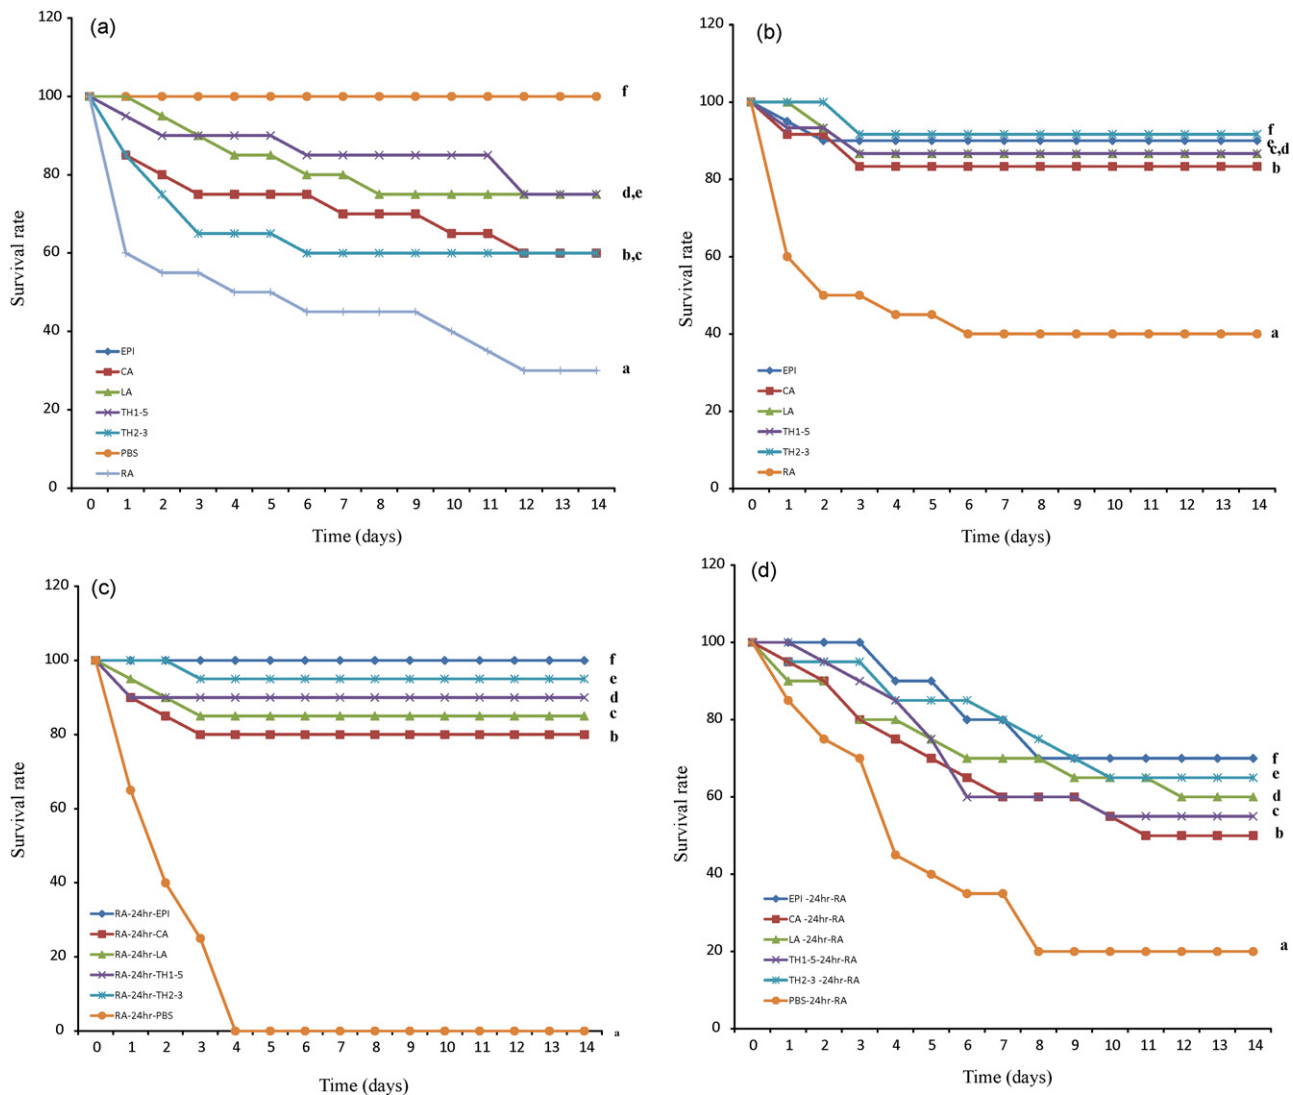 (a)
120
100
80
60
40
20
0
Survival rate
f
d,e
b,c
a
EPI
CA
LA
TH1-5
TH2-3
PBS
RA
0 1 2 3 4 5 6 7 8 9 10 11 12 13 14
Time (days)
(b)
120
100
80
60
40
20
0
Survival rate
f
e
c,d
b
a
EPI
CA
LA
TH1-5
TH2-3
RA
0 1 2 3 4 5 6 7 8 9 10 11 12 13 14
Time (days)
(c)
120
100
80
60
40
20
0
Survival rate
f
e
d
c
b
a
RA-24hr-EPI
RA-24hr-CA
RA-24hr-LA
RA-24hr-TH1-5
RA-24hr-TH2-3
RA-24hr-PBS
0 1 2 3 4 5 6 7 8 9 10 11 12 13 14
Time (days)
(d)
120
100
80
60
40
20
0
Survival rate
f
e
d
c
b
a
EPI -24hr-RA
CA -24hr-RA
LA -24hr-RA
TH1-5-24hr-RA
TH2-3 -24hr-RA
PBS-24hr-RA
0 1 2 3 4 5 6 7 8 9 10 11 12 13 14
Time (days)